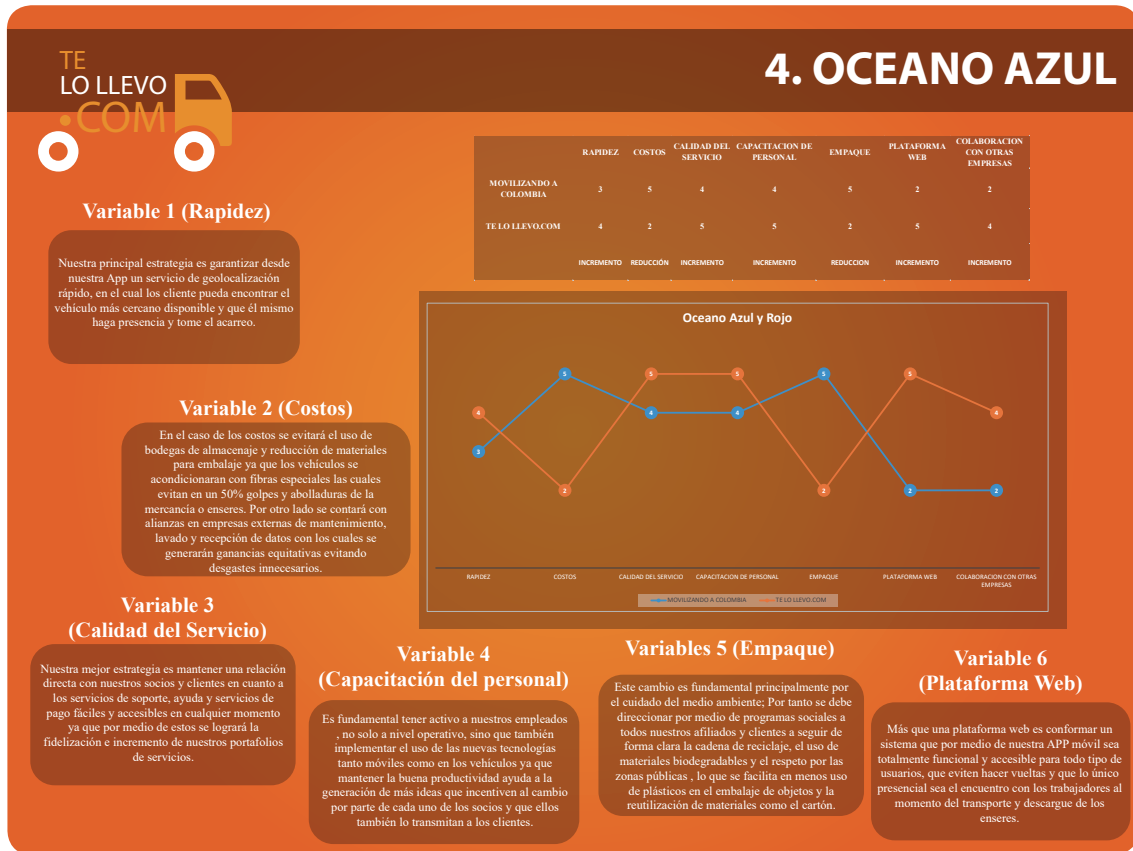 TE
LO LLEVO
.COM
4. OCEANO AZUL
RAPIDEZ COSTOS CALIDAD DEL SERVICIO CAPACITACION DE PERSONAL EMPAQUE PLATAFORMA WEB COLABORACION CON OTRAS EMPRESAS
MOVILIZANDO A COLOMBIA 3 5 4 4 5 2 2
TE LO LLEVO.COM 4 2 5 5 2 5 4
INCREMENTO REDUCCIÓN INCREMENTO INCREMENTO REDUCCION INCREMENTO INCREMENTO
Variable 1 (Rapidez)
Nuestra principal estrategia es garantizar desde
nuestra App un servicio de geolocalización
rápido, en el cual los cliente pueda encontrar el
vehículo más cercano disponible y que él mismo
haga presencia y tome el acarreo.
Oceano Azul y Rojo
4 3
5 2
5 4
5 4
5 2
5 2
4 2
RAPIDEZ COSTOS CALIDAD DEL SERVICIO CAPACITACION DE PERSONAL EMPAQUE PLATAFORMA WEB COLABORACION CON OTRAS
EMPRESAS
MOVILIZANDO A COLOMBIA TE LO LLEVO.COM
Variable 2 (Costos)
En el caso de los costos se evitará el uso de
bodegas de almacenaje y reducción de materiales
para embalaje ya que los vehículos se
acondicionaran con fibras especiales las cuales
evitan en un 50% golpes y abolladuras de la
mercancía o enseres. Por otro lado se contará con
alianzas en empresas externas de mantenimiento,
lavado y recepción de datos con los cuales se
generarán ganancias equitativas evitando
desgastes innecesarios.
Variable 3
(Calidad del Servicio)
Nuestra mejor estrategia es mantener una relación
directa con nuestros socios y clientes en cuanto a
los servicios de soporte, ayuda y servicios de
pago fáciles y accesibles en cualquier momento
ya que por medio de estos se logrará la
fidelización e incremento de nuestros portafolios
de servicios.
Variable 4
(Capacitación del personal)
Es fundamental tener activo a nuestros empleados
, no solo a nivel operativo, sino que también
implementar el uso de las nuevas tecnologías
tanto móviles como en los vehículos ya que
mantener la buena productividad ayuda a la
generación de más ideas que incentiven al cambio
por parte de cada uno de los socios y que ellos
también lo transmitan a los clientes.
Variables 5 (Empaque)
Este cambio es fundamental principalmente por
el cuidado del medio ambiente; Por tanto se debe
direccionar por medio de programas sociales a
todos nuestros afiliados y clientes a seguir de
forma clara la cadena de reciclaje, el uso de
materiales biodegradables y el respeto por las
zonas públicas , lo que se facilita en menos uso
de plásticos en el embalaje de objetos y la
reutilización de materiales como el cartón.
Variable 6
(Plataforma Web)
Más que una plataforma web es conformar un
sistema que por medio de nuestra APP móvil sea
totalmente funcional y accesible para todo tipo de
usuarios, que eviten hacer vueltas y que lo único
presencial sea el encuentro con los trabajadores al
momento del transporte y descargue de los
enseres.